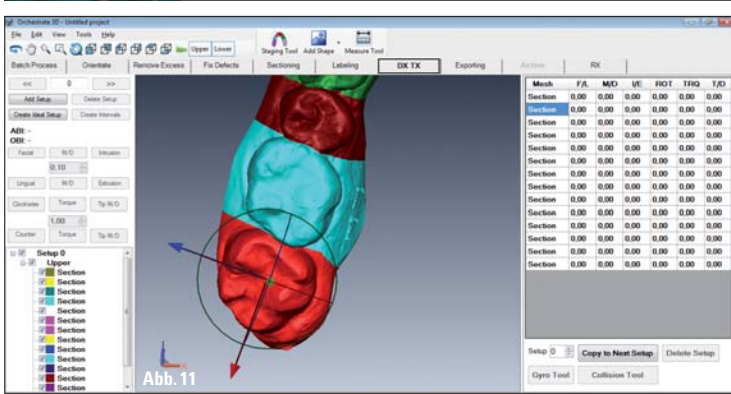 Orchestrate 3D - Untitled project
File Edit View Tools Help
Upper Lower Staging Tool Add Shape Measure Tool
Batch Process Orientate Remove Excess Fix Defects Sectioning Labeling DX TX Exporting Archive RX
<< 0 >>
Add Setup Delete Setup
Create Ideal Setup Create Intervals
ABI: -
OBI: -
Facial M/D Intrusion
0,10
Lingual M/D Extrusion
Clockwise Torque Tip M/D
1,00
Counter Torque Tip M/D
Setup 0
Upper
Section
Section
Section
Section
Section
Section
Section
Section
Section
Section
Section
Section
Section
Mesh F/L M/D I/E ROT TRQ T/D
Section 0,00 0,00 0,00 0,00 0,00 0,00
Section 0,00 0,00 0,00 0,00 0,00 0,00
Section 0,00 0,00 0,00 0,00 0,00 0,00
Section 0,00 0,00 0,00 0,00 0,00 0,00
Section 0,00 0,00 0,00 0,00 0,00 0,00
Section 0,00 0,00 0,00 0,00 0,00 0,00
Section 0,00 0,00 0,00 0,00 0,00 0,00
Section 0,00 0,00 0,00 0,00 0,00 0,00
Section 0,00 0,00 0,00 0,00 0,00 0,00
Section 0,00 0,00 0,00 0,00 0,00 0,00
Section 0,00 0,00 0,00 0,00 0,00 0,00
Section 0,00 0,00 0,00 0,00 0,00 0,00
Section 0,00 0,00 0,00 0,00 0,00 0,00
Section 0,00 0,00 0,00 0,00 0,00 0,00
Setup 0 Copy to Next Setup Delete Setup
Gyro Tool Collision Tool
Abb. 11